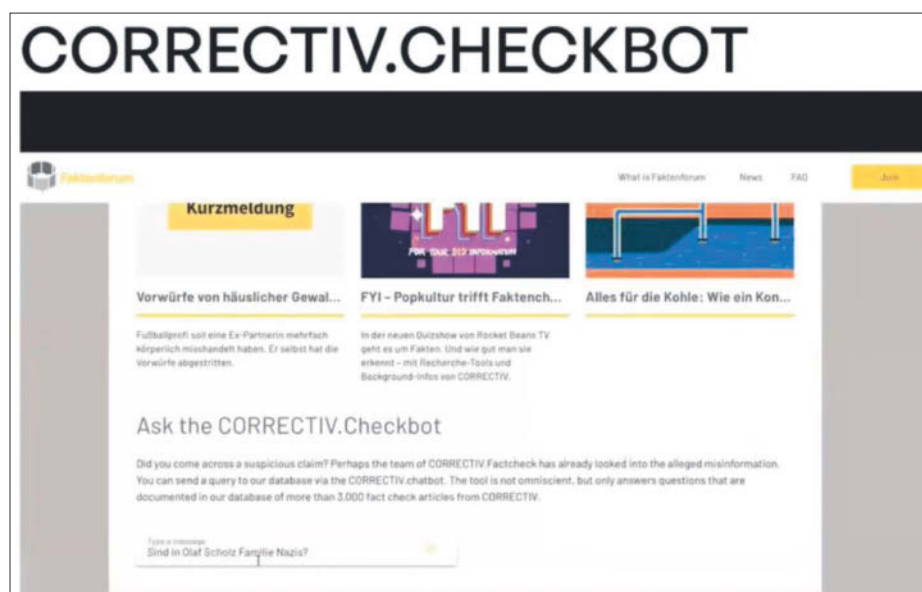 CORRECTIV.CHECKBOT
Faktenforum
What is Faktenforum News FAQ Join
Kurzmeldung
FOR YOUR DIS INFORMATION
Vorwürfe von häuslicher Gewal...
FYI – Popkultur trifft Faktench...
Alles für die Kohle: Wie ein Kon...
Fußballprofi soll eine Ex-Partnerin mehrfach
körperlich misshandelt haben. Er selbst hat die
Vorwürfe abgestritten.
In der neuen Quizshow von Rocket Beans TV
geht es um Fakten. Und wie gut man sie
erkennt – mit Recherche-Tools und
Background-Infos von CORRECTIV.
Ask the CORRECTIV.Checkbot
Did you come across a suspicious claim? Perhaps the team of CORRECTIV.Factcheck has already looked into the alleged misinformation.
You can send a query to our database via the CORRECTIV.chatbot. The tool is not omniscient, but only answers questions that are
documented in our database of more than 3.000 fact check articles from CORRECTIV.
Type a message
Sind in Olaf Scholz Familie Nazis?